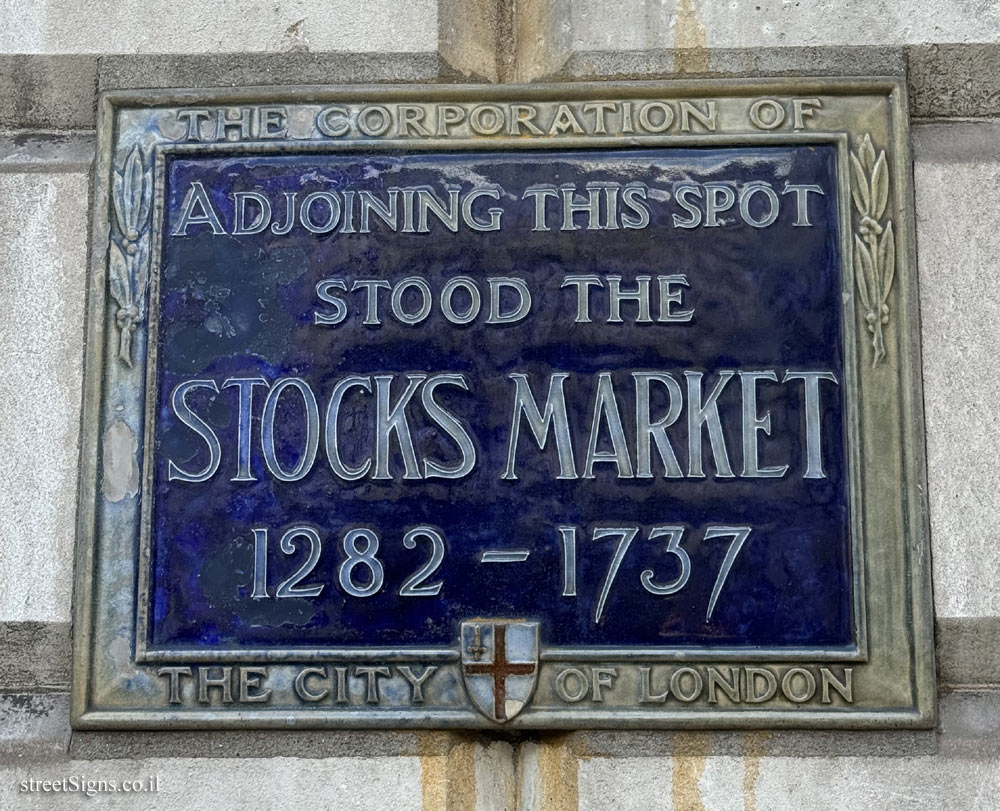 THE CORPORATION OF
ADJOINING THIS SPOT
STOOD THE
STOCKS MARKET
1282 – 1737
THE CITY OF LONDON
streetSigns.co.il